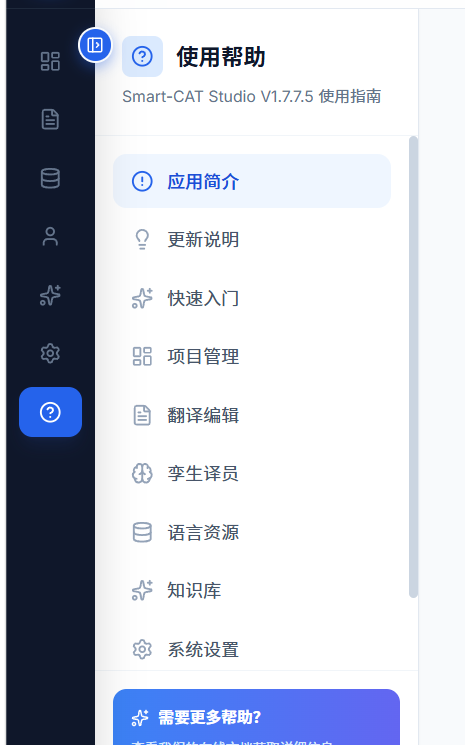 使用帮助
Smart-CAT Studio V1.7.7.5 使用指南
应用简介
更新说明
快速入门
项目管理
翻译编辑
孪生译员
语言资源
知识库
系统设置
需要更多帮助?